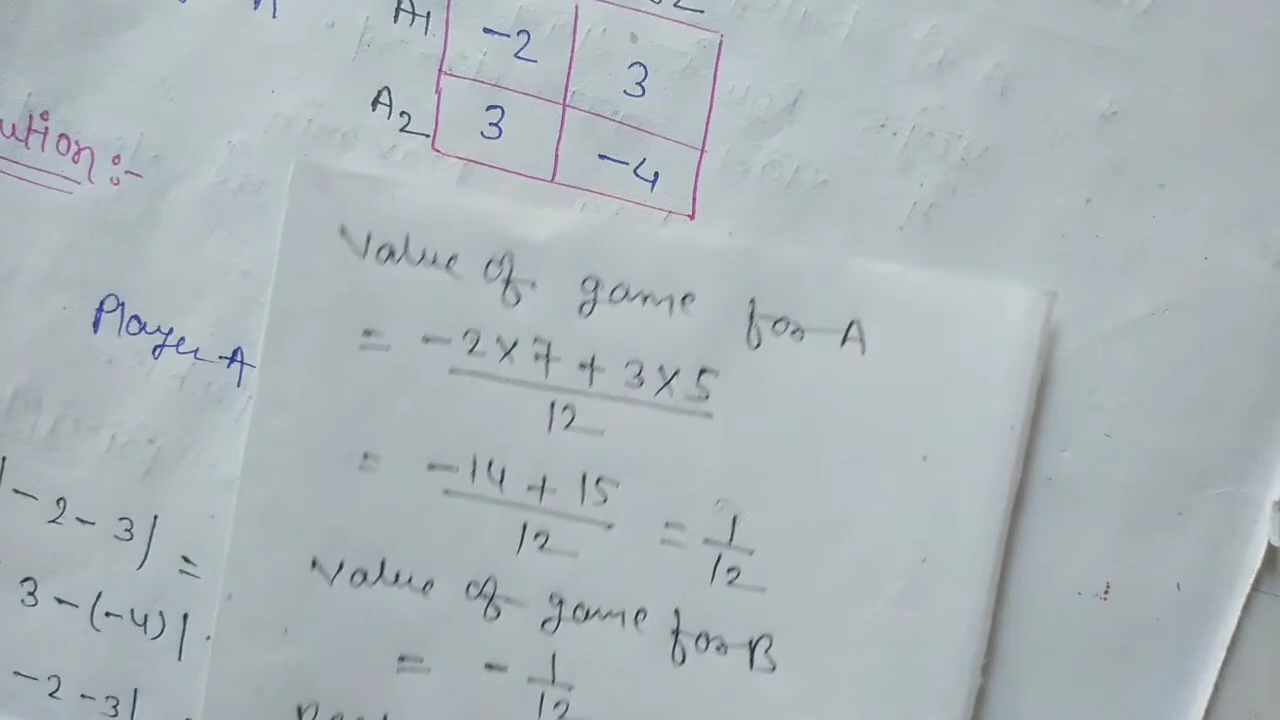 A1 -2 3
A2 3 -4
ution:-
Value of game for A
Player A
= -2×7 + 3×5
12
= -14 + 15
12
= 1
12
|-2-3| =
3-(-4)|
-2-3|
Value of game for B
= - 1
12